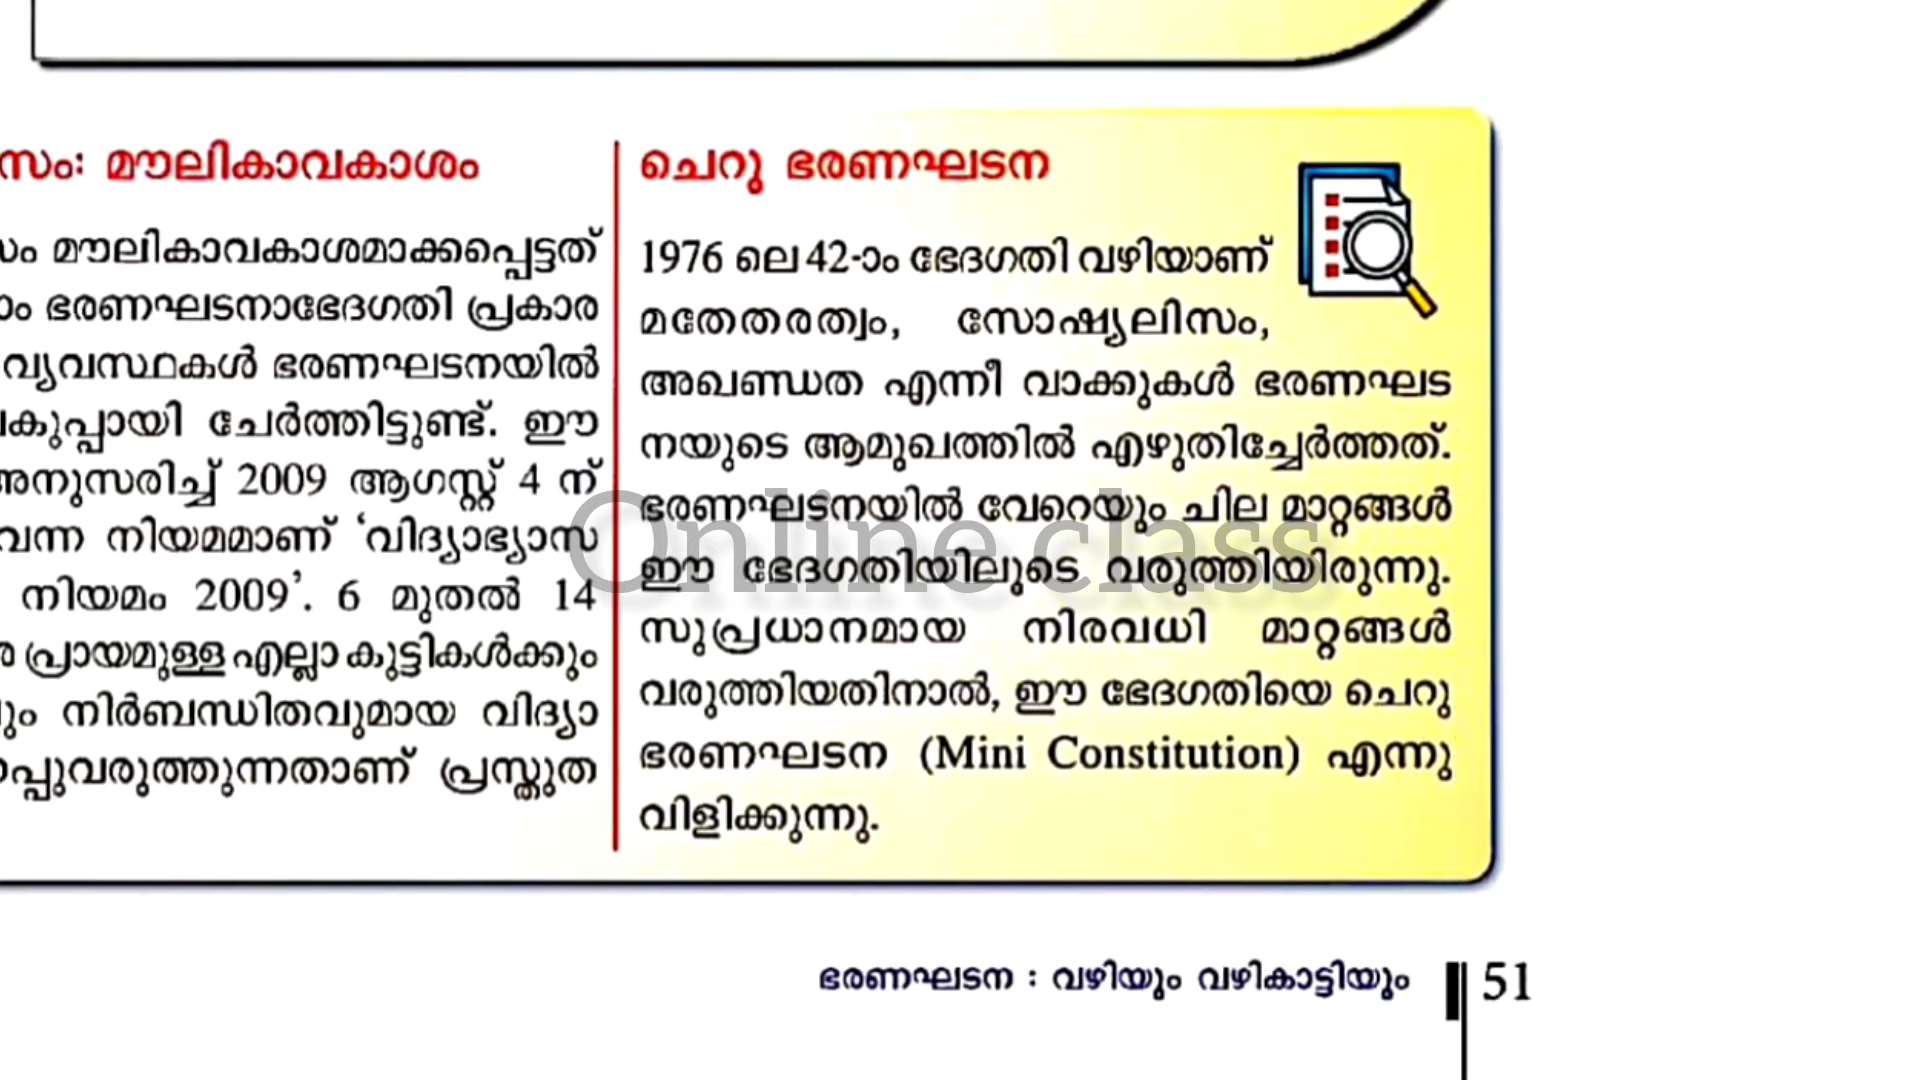 സം: മൗലികാവകാശം
മൗലികാവകാശമാക്കപ്പെട്ടത്
ഭരണഘടനാഭേദഗതി പ്രകാര
വ്യവസ്ഥകൾ ഭരണഘടനയിൽ
കുപ്പായി ചേർത്തിട്ടുണ്ട്. ഈ
അനുസരിച്ച് 2009 ആഗസ്റ്റ് 4 ന്
വന്ന നിയമമാണ് ‘വിദ്യാഭ്യാസ
നിയമം 2009’. 6 മുതൽ 14
പ്രായമുള്ള എല്ലാ കുട്ടികൾക്കും
നിർബന്ധിതവുമായ വിദ്യാ
പ്പുവരുത്തുന്നതാണ് പ്രസ്തുത
ചെറു ഭരണഘടന
1976 ലെ 42-ാം ഭേദഗതി വഴിയാണ്
മതേതരത്വം, സോഷ്യലിസം,
അഖണ്ഡത എന്നീ വാക്കുകൾ ഭരണഘട
നയുടെ ആമുഖത്തിൽ എഴുതിച്ചേർത്തത്.
ഭരണഘടനയിൽ വേറെയും ചില മാറ്റങ്ങൾ
ഈ ഭേദഗതിയിലൂടെ വരുത്തിയിരുന്നു.
സുപ്രധാനമായ നിരവധി മാറ്റങ്ങൾ
വരുത്തിയതിനാൽ, ഈ ഭേദഗതിയെ ചെറു
ഭരണഘടന (Mini Constitution) എന്നു
വിളിക്കുന്നു.
Online class
ഭരണഘടന : വഴിയും വഴികാട്ടിയും 51